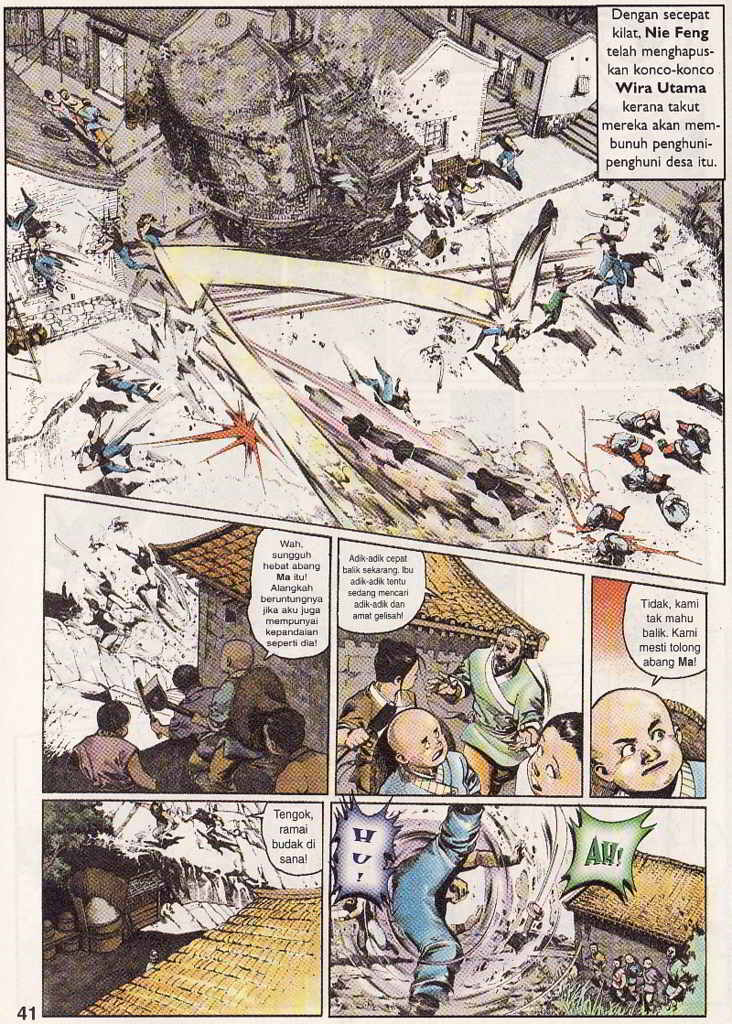 Dengan secepat
kilat, Nie Feng
telah menghapus-
kan konco-konco
Wira Utama
kerana takut
mereka akan mem-
bunuh penghuni-
penghuni desa itu.
Wah,
sungguh
hebat abang
Ma itu!
Alangkah
beruntungnya
jika aku juga
mempunyai
kepandaian
seperti dia!
Adik-adik cepat
balik sekarang. Ibu
adik-adik tentu
sedang mencari
adik-adik dan
amat gelisah!
Tidak, kami
tak mahu
balik. Kami
mesti tolong
abang Ma!
Tengok,
ramai
budak di
sana!
HU!
AH!
41